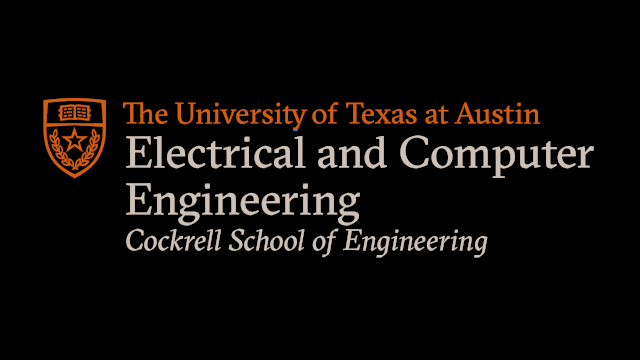 The University of Texas at Austin
Electrical and Computer
Engineering
Cockrell School of Engineering